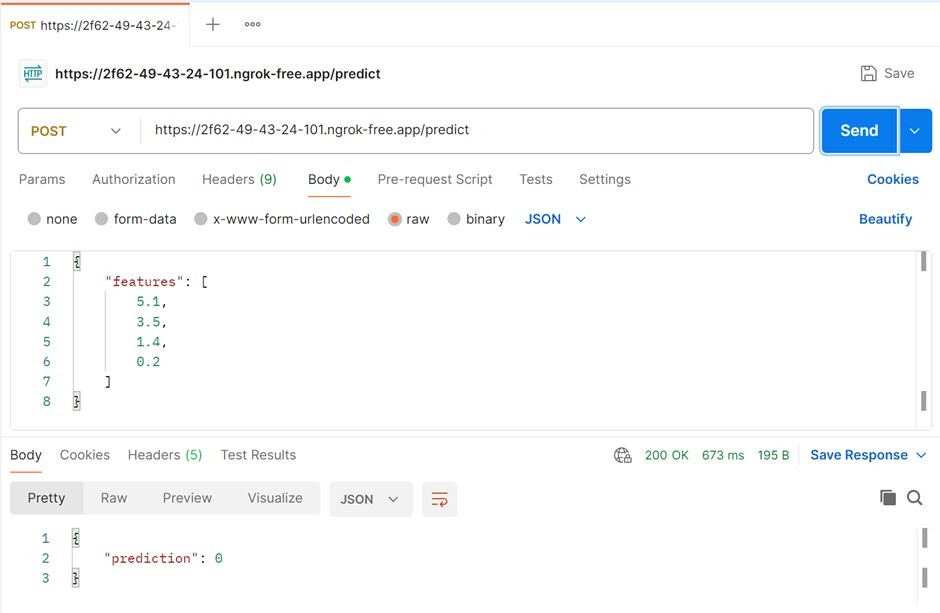 POST https://2f62-49-43-24-
HTTP https://2f62-49-43-24-101.ngrok-free.app/predict Save
POST https://2f62-49-43-24-101.ngrok-free.app/predict Send
Params Authorization Headers (9) Body Pre-request Script Tests Settings Cookies
none form-data x-www-form-urlencoded raw binary JSON Beautify
1 {
2 "features": [
3 5.1,
4 3.5,
5 1.4,
6 0.2
7 ]
8 }
Body Cookies Headers (5) Test Results 200 OK 673 ms 195 B Save Response
Pretty Raw Preview Visualize JSON
1 {
2 "prediction": 0
3 }